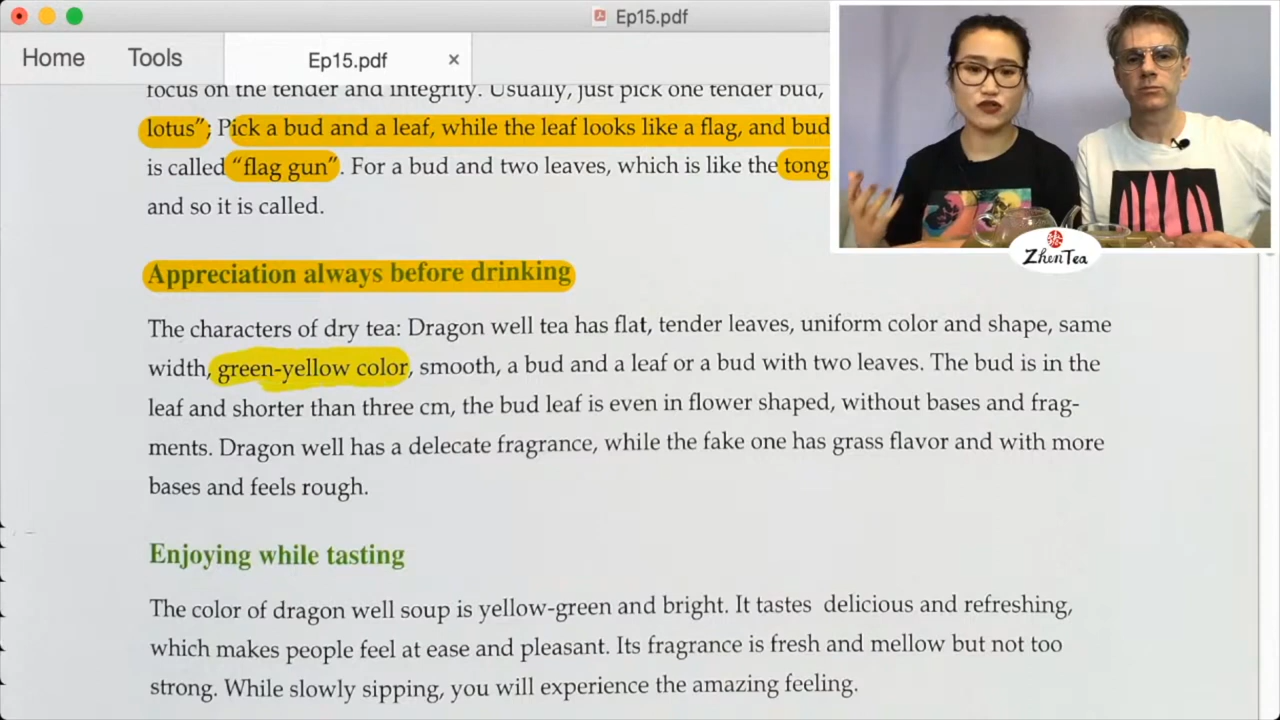 Ep15.pdf
Home
Tools
Ep15.pdf
focus on the tender and integrity. Usually, just pick one tender bud,
lotus”; Pick a bud and a leaf, while the leaf looks like a flag, and bud
is called “flag gun”. For a bud and two leaves, which is like the tong
and so it is called.
ZhenTea
Appreciation always before drinking
The characters of dry tea: Dragon well tea has flat, tender leaves, uniform color and shape, same
width, green-yellow color, smooth, a bud and a leaf or a bud with two leaves. The bud is in the
leaf and shorter than three cm, the bud leaf is even in flower shaped, without bases and frag-
ments. Dragon well has a delecate fragrance, while the fake one has grass flavor and with more
bases and feels rough.
Enjoying while tasting
The color of dragon well soup is yellow-green and bright. It tastes delicious and refreshing,
which makes people feel at ease and pleasant. Its fragrance is fresh and mellow but not too
strong. While slowly sipping, you will experience the amazing feeling.